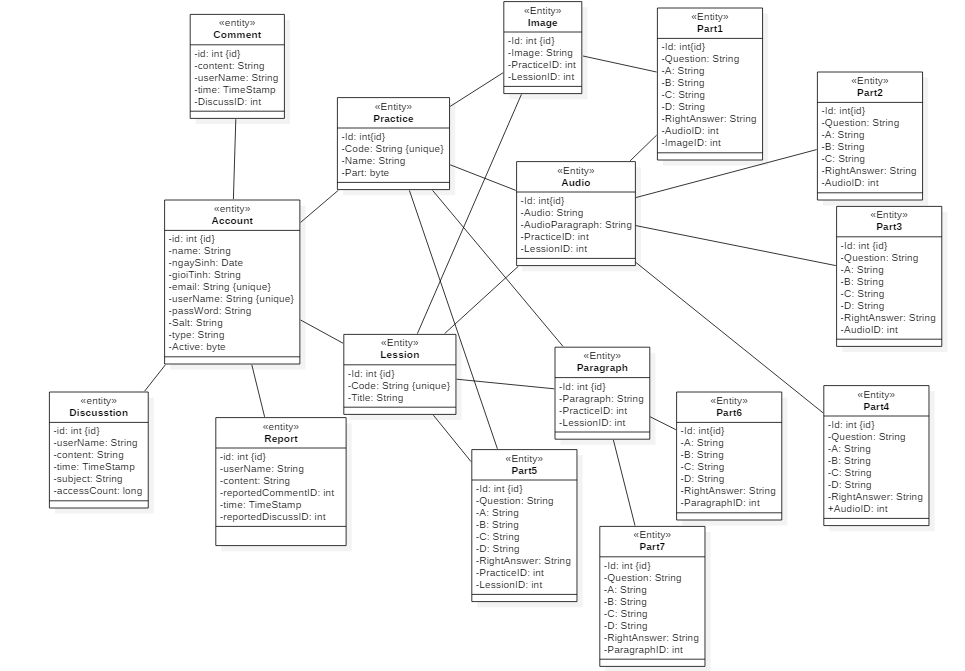 «entity»
Comment
-id: int {id}
-content: String
-userName: String
-time: TimeStamp
-DiscussID: int
«Entity»
Image
-Id: int {id}
-Image: String
-PracticeID: int
-LessionID: int
«Entity»
Part1
-Id: int{id}
-Question: String
-A: String
-B: String
-C: String
-D: String
-RightAnswer: String
-AudioID: int
-ImageID: int
«Entity»
Practice
-Id: int{id}
-Code: String {unique}
-Name: String
-Part: byte
«Entity»
Part2
-Id: int{id}
-Question: String
-A: String
-B: String
-C: String
-RightAnswer: String
-AudioID: int
«Entity»
Audio
-Id: int{id}
-Audio: String
-AudioParagraph: String
-PracticeID: int
-LessionID: int
«entity»
Account
-id: int {id}
-name: String
-ngaySinh: Date
-gioiTinh: String
-email: String {unique}
-userName: String {unique}
-passWord: String
-Salt: String
-type: String
-Active: byte
«Entity»
Part3
-Id: int {id}
-Question: String
-A: String
-B: String
-C: String
-D: String
-RightAnswer: String
-AudioID: int
«Entity»
Lession
-Id: int {id}
-Code: String {unique}
-Title: String
«Entity»
Paragraph
-Id: int {id}
-Paragraph: String
-PracticeID: int
-LessionID: int
«entity»
Discusstion
-id: int {id}
-userName: String
-content: String
-time: TimeStamp
-subject: String
-accessCount: long
«entity»
Report
-id: int {id}
-userName: String
-content: String
-reportedCommentID: int
-time: TimeStamp
-reportedDiscussID: int
«Entity»
Part6
-Id: int{id}
-A: String
-B: String
-C: String
-D: String
-RightAnswer: String
-ParagraphID: int
«Entity»
Part4
-Id: int {id}
-Question: String
-A: String
-B: String
-C: String
-D: String
-RightAnswer: String
+AudioID: int
«Entity»
Part5
-Id: int {id}
-Question: String
-A: String
-B: String
-C: String
-D: String
-RightAnswer: String
-PracticeID: int
-LessionID: int
«Entity»
Part7
-Id: int {id}
-Question: String
-A: String
-B: String
-C: String
-D: String
-RightAnswer: String
-ParagraphID: int